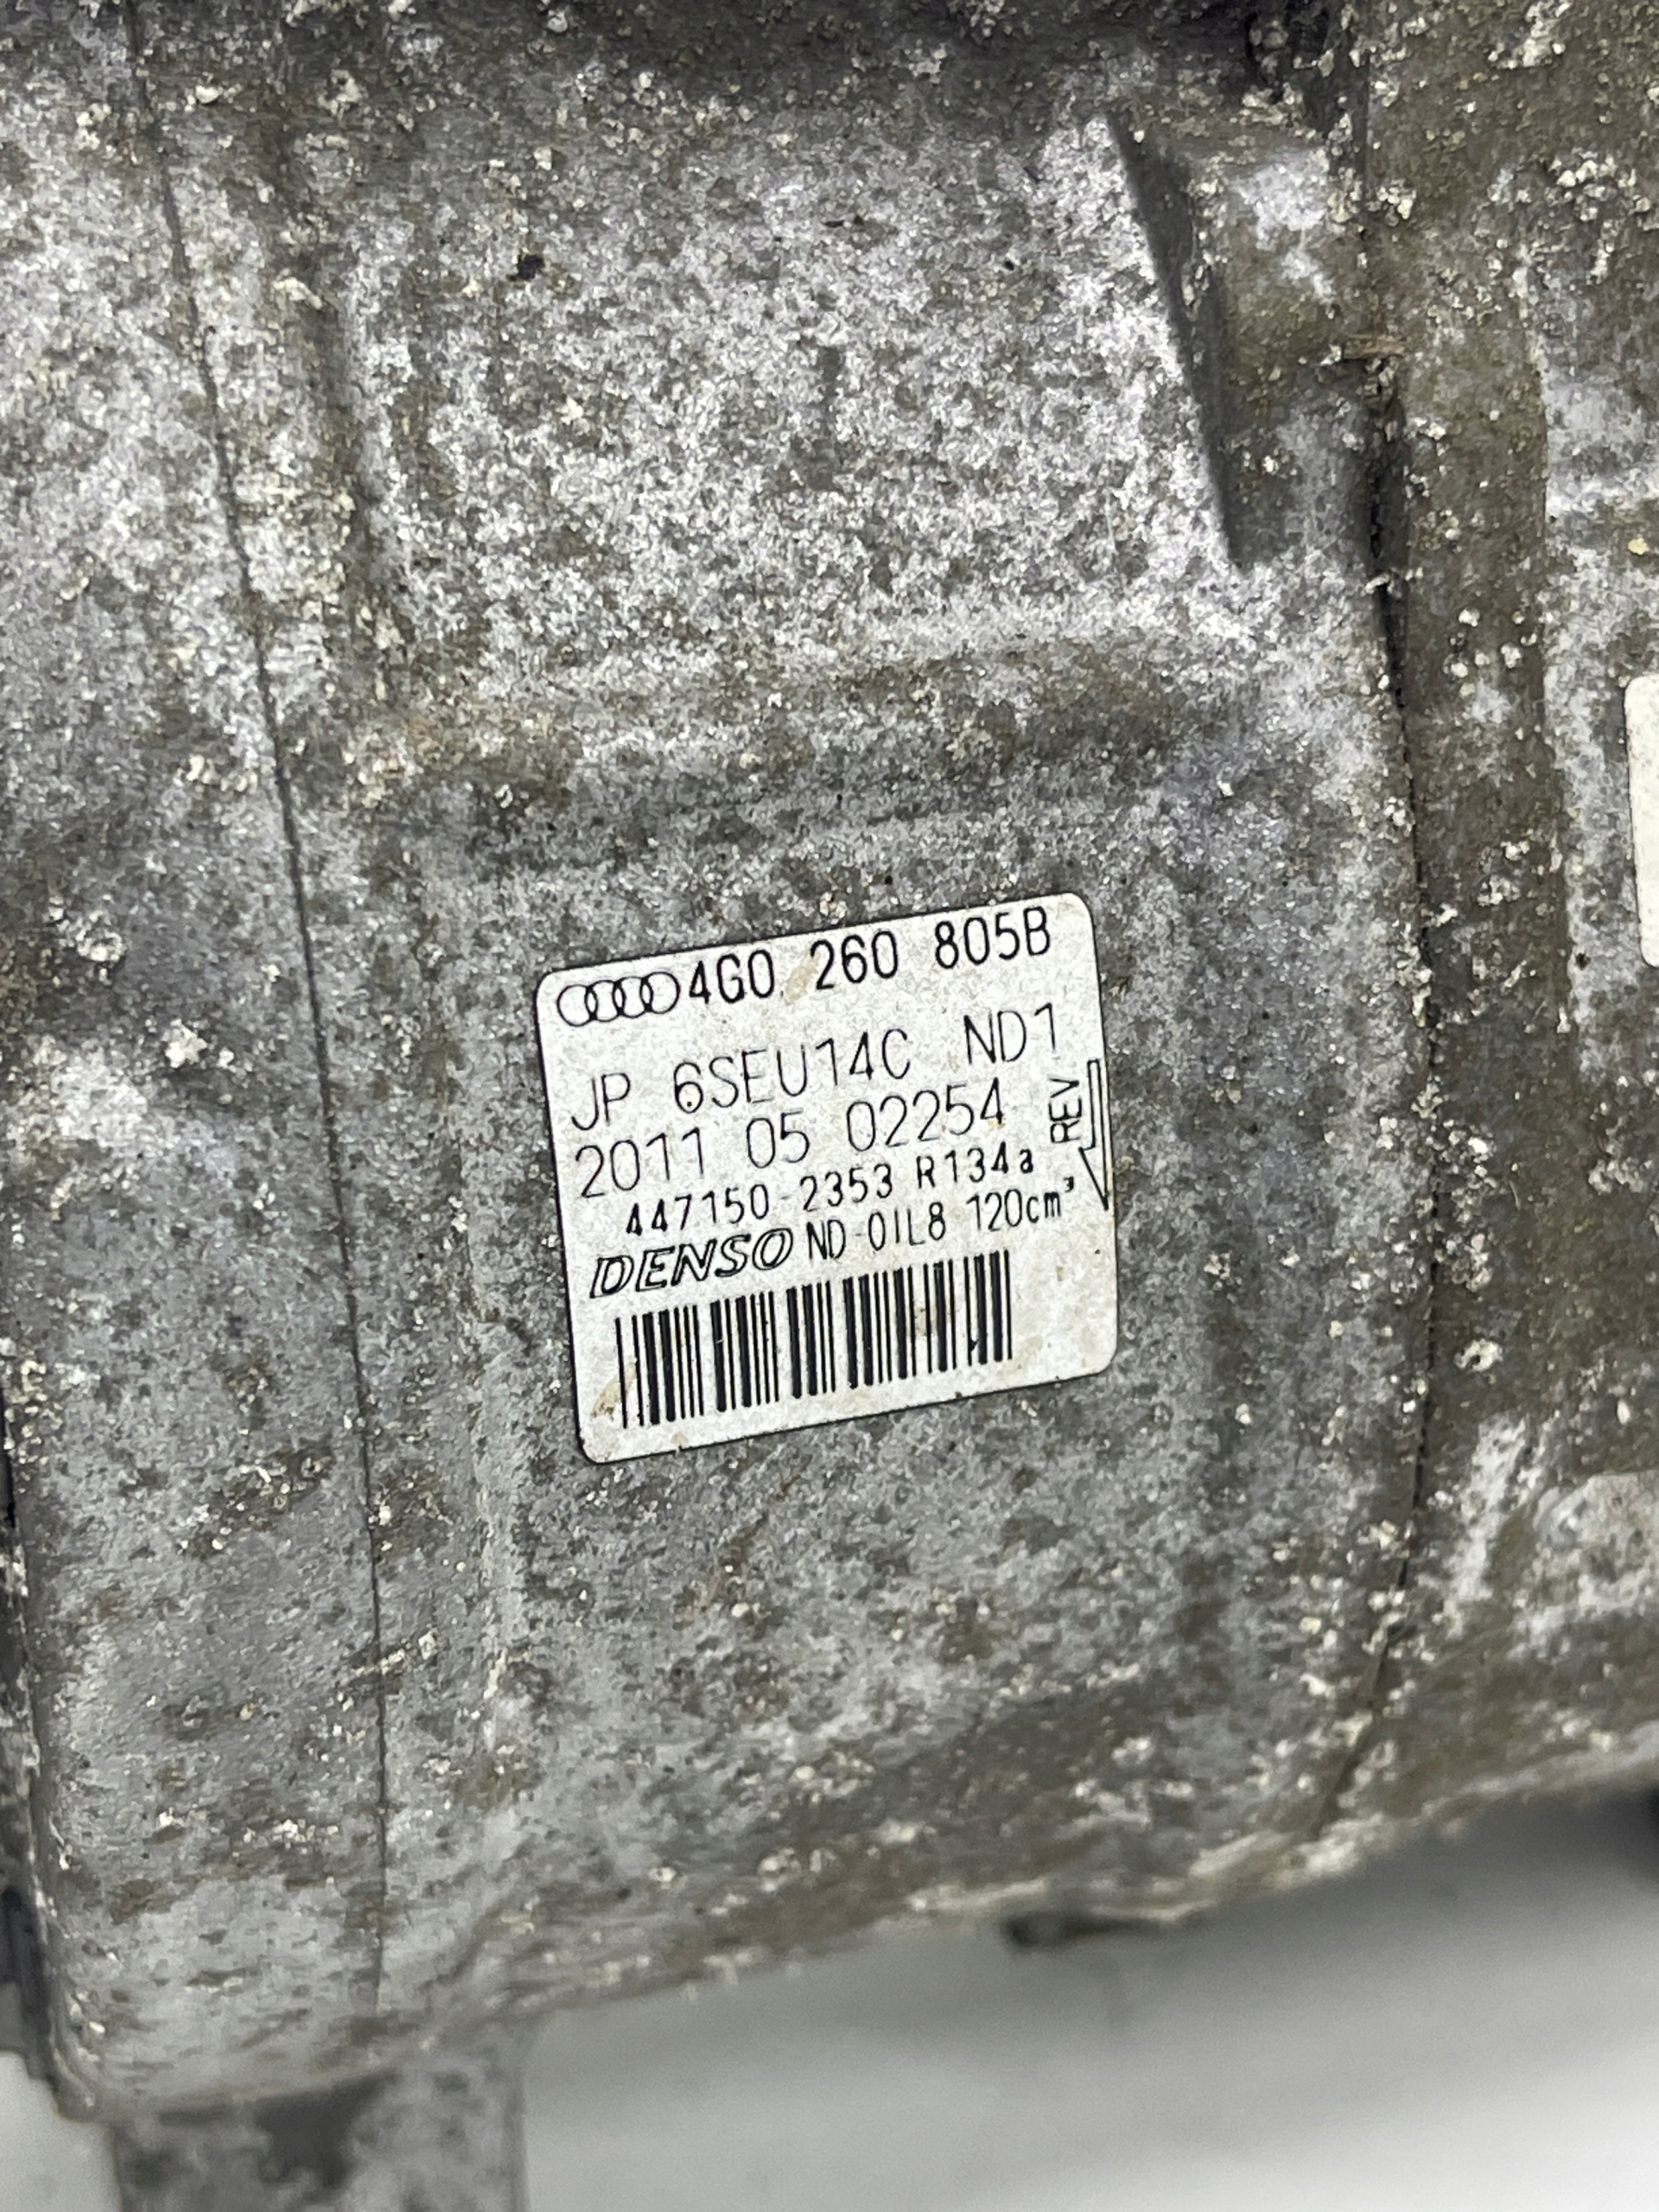 4G0 260 805B
JP 6SEU14C ND1
2011 05 02254
REV
447150-2353 R134a
DENSO ND-OIL8 120cm³